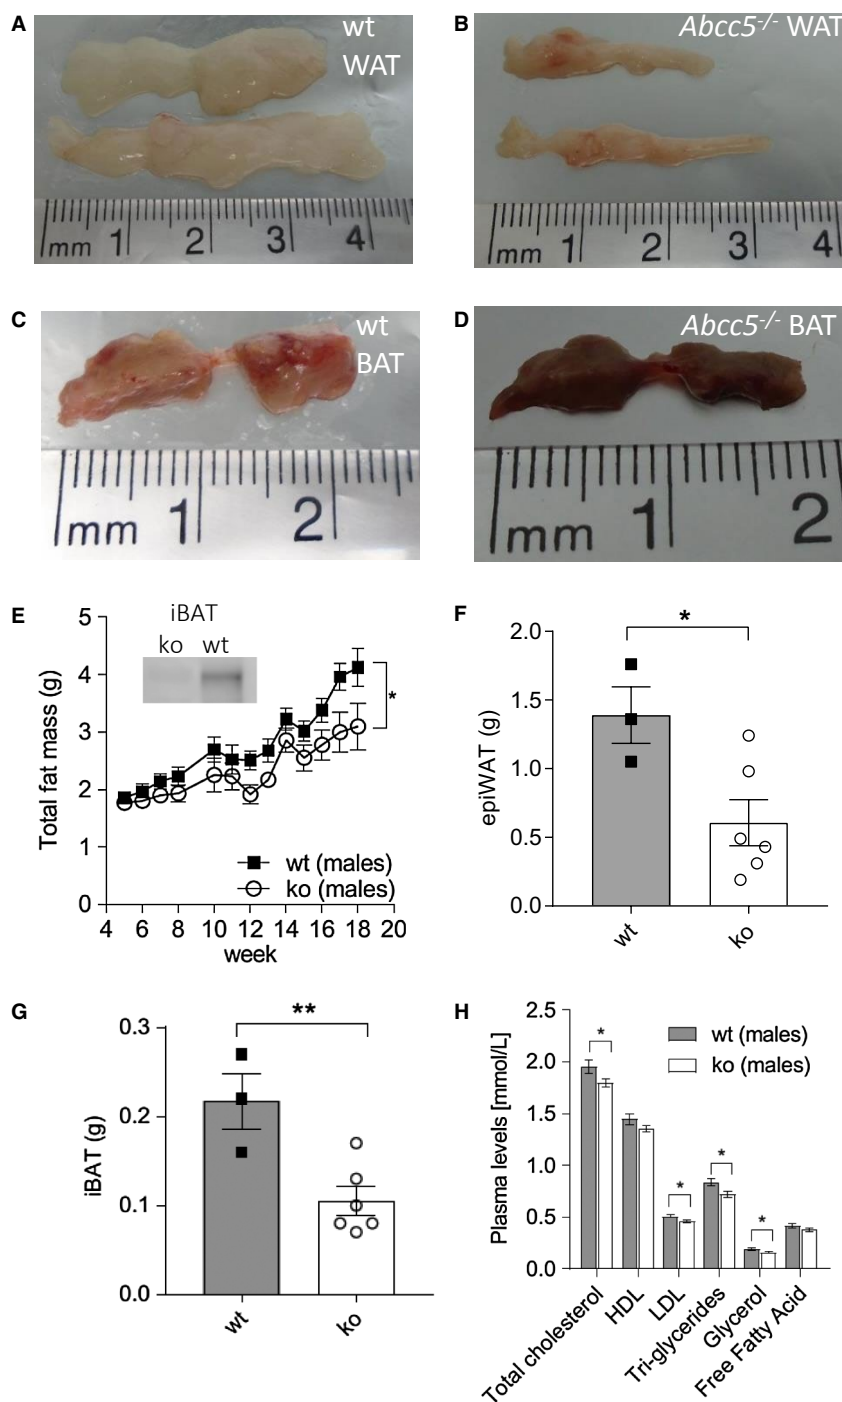 A
wt
WAT
mm 1 2 3 4
B
Abcc5-/- WAT
mm 1 2 3 4
C
wt
BAT
mm 1 2
D
Abcc5-/- BAT
mm 1 2
E
iBAT
ko wt
5
4
3
2
1
0
Total fat mass (g)
*
wt (males)
ko (males)
4 6 8 10 12 14 16 18 20
week
F
*
2.0
1.5
1.0
0.5
0.0
epiWAT (g)
wt
ko
G
**
0.3
0.2
0.1
0.0
iBAT (g)
wt
ko
H
2.5
2.0
1.5
1.0
0.5
0.0
Plasma levels [mmol/L]
wt (males)
ko (males)
*
*
*
*
Total cholesterol
HDL
LDL
Tri-glycerides
Glycerol
Free Fatty Acid